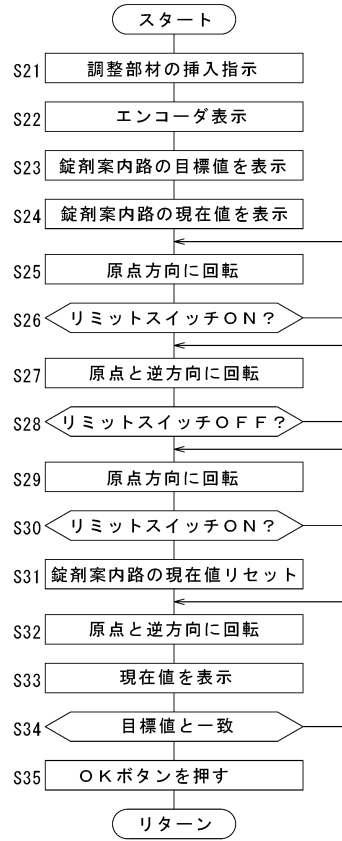 スタート
S21 調整部材の挿入指示
S22 エンコーダ表示
S23 錠剤案内路の目標値を表示
S24 錠剤案内路の現在値を表示
S25 原点方向に回転
S26 リミットスイッチON?
S27 原点と逆方向に回転
S28 リミットスイッチOFF?
S29 原点方向に回転
S30 リミットスイッチON?
S31 錠剤案内路の現在値リセット
S32 原点と逆方向に回転
S33 現在値を表示
S34 目標値と一致
S35 OKボタンを押す
リターン